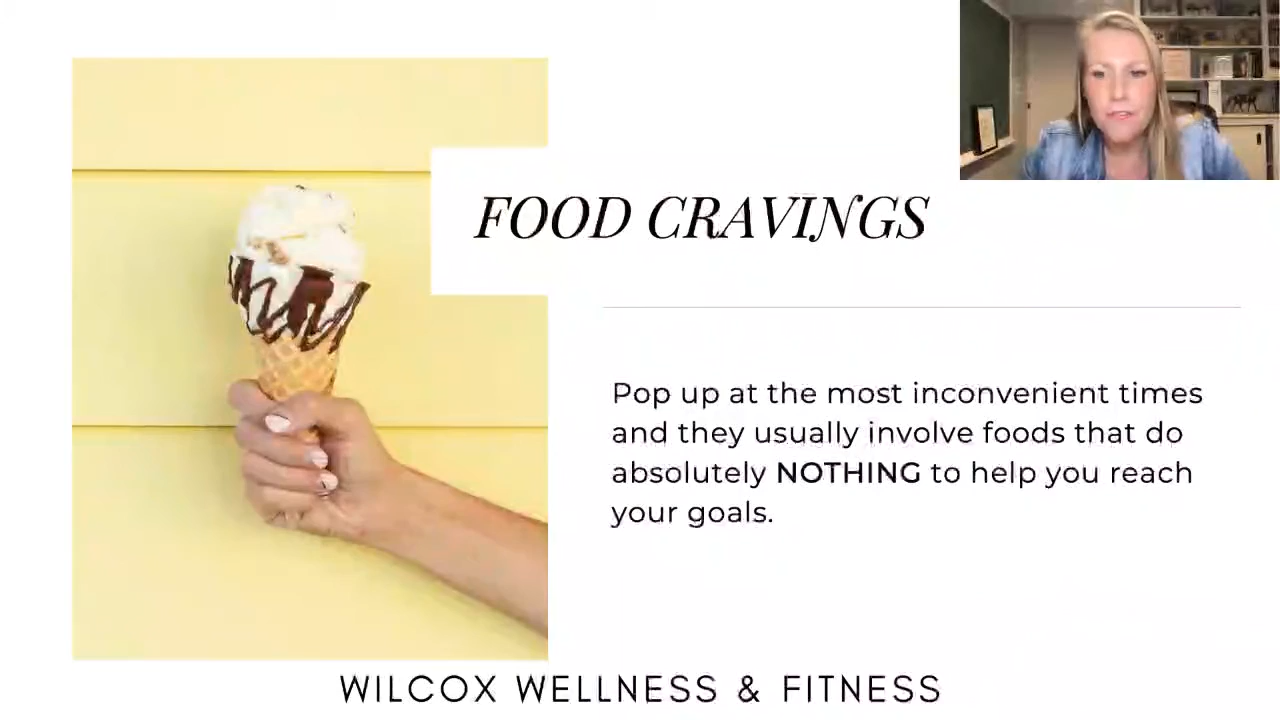 FOOD CRAVINGS
Pop up at the most inconvenient times
and they usually involve foods that do
absolutely NOTHING to help you reach
your goals.
WILCOX WELLNESS & FITNESS